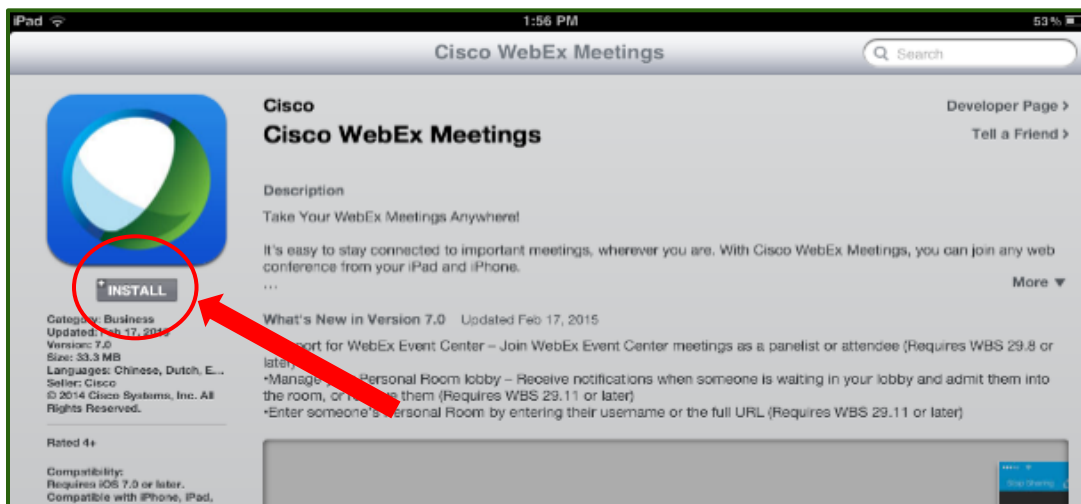 iPad 1:56 PM 53%
Cisco WebEx Meetings
Search
Cisco
Developer Page >
Cisco WebEx Meetings
Tell a Friend >
Description
Take Your WebEx Meetings Anywhere!
It's easy to stay connected to important meetings, wherever you are. With Cisco WebEx Meetings, you can join any web
conference from your iPad and iPhone.
...
More ▼
INSTALL
Category: Business
Updated: Feb 17, 2015
Version: 7.0
Size: 33.3 MB
Languages: Chinese, Dutch, E...
Seller: Cisco
© 2014 Cisco Systems, Inc. All
Rights Reserved.
Rated 4+
Compatibility:
Requires iOS 7.0 or later.
Compatible with iPhone, iPad,
What's New in Version 7.0 Updated Feb 17, 2015
for WebEx Event Center – Join WebEx Event Center meetings as a panelist or attendee (Requires WBS 29.8 or
later)
•Manage Personal Room lobby – Receive notifications when someone is waiting in your lobby and admit them into
the room, or them (Requires WBS 29.11 or later)
•Enter someone's Personal Room by entering their username or the full URL (Requires WBS 29.11 or later)
Stop Sharing